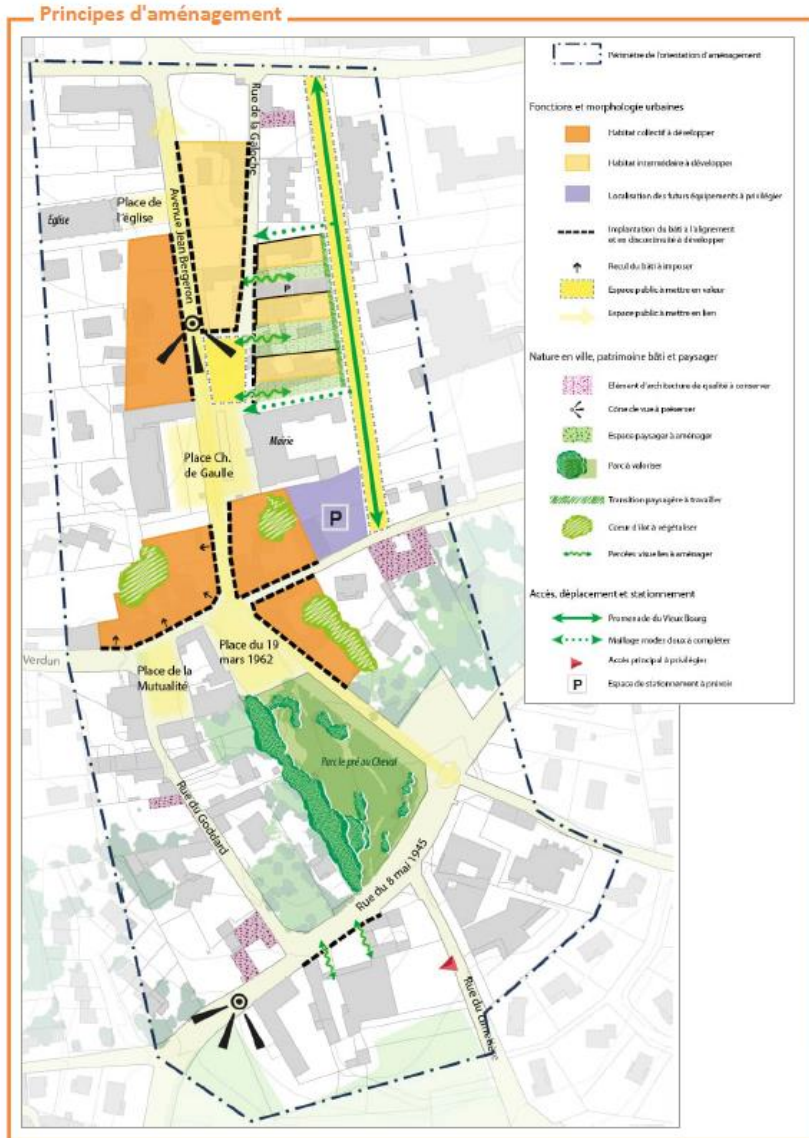 Principes d'aménagement
Périmètre de l'orientation d'aménagement
Fonctions et morphologie urbaines
Habitat collectif à développer
Habitat intermédiaire à développer
Localisation des futurs équipements à privilégier
Implantation du bâti à l'alignement
et en discontinuité à développer
Recul du bâti à imposer
Espace public à mettre en valeur
Espace public à mettre en lien
Nature en ville, patrimoine bâti et paysager
Elément d'architecture de qualité à conserver
Cône de vue à préserver
Espace paysager à aménager
Parc à valoriser
Transition paysagère à travailler
Cœur d'îlot à végétaliser
Percées visuelles à aménager
Accès, déplacement et stationnement
Promenade du Vieux Bourg
Maillage modes doux à compléter
Accès principal à privilégier
P
Espace de stationnement à prévoir
Rue de la Galoche
Avenue Jean Bergeron
Place de
l'église
Eglise
P
Mairie
Place Ch.
de Gaulle
P
Verdun
Place du 19
mars 1962
Place de la
Mutualité
Parc le pré au Cheval
Rue du Goddard
Rue du 8 mai 1945
Rue du Cimetière